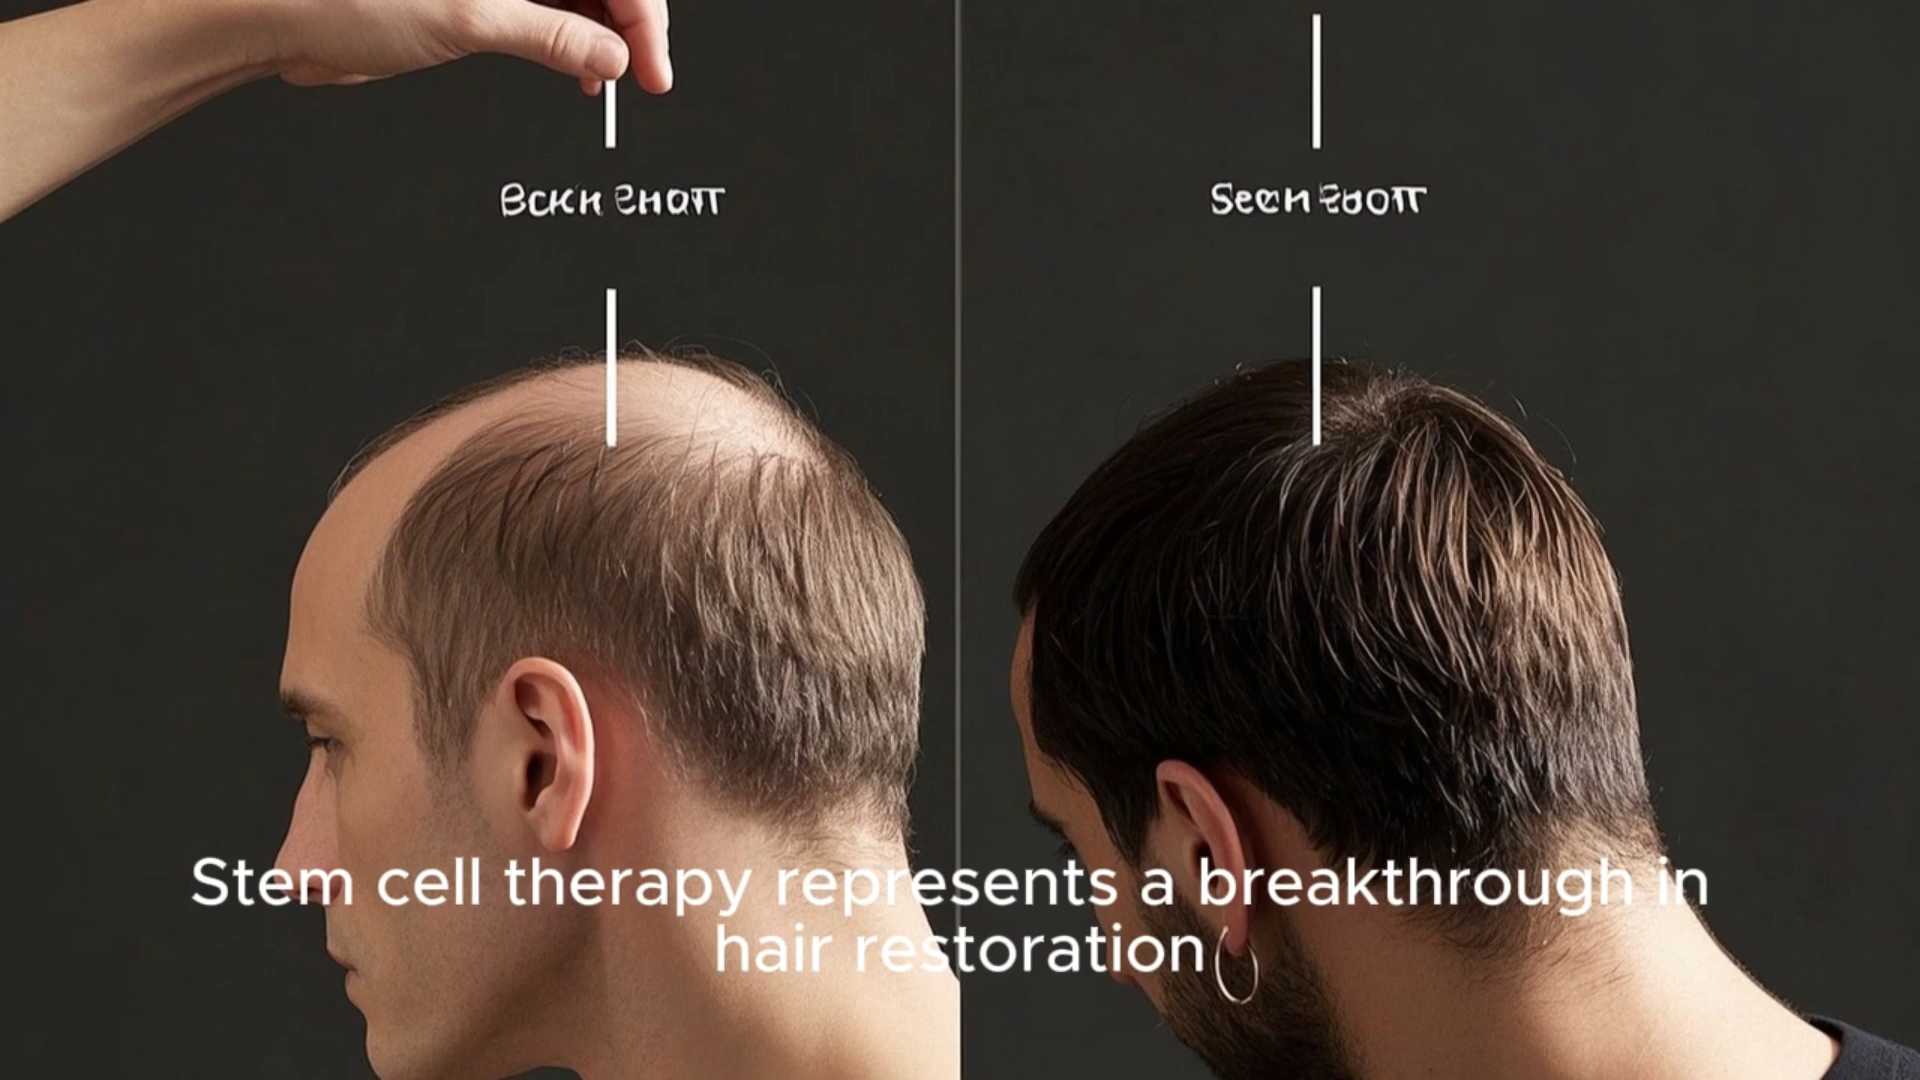 Stem cell therapy represents a breakthrough in
hair restoration